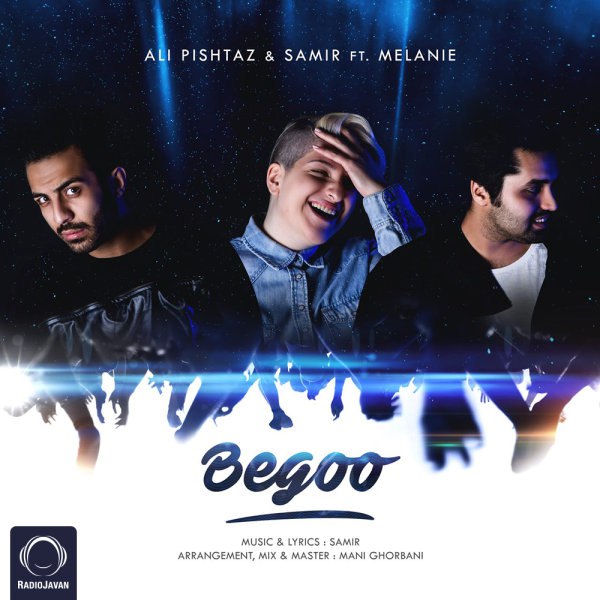 ALI PISHTAZ & SAMIR FT. MELANIE
Begoo
MUSIC & LYRICS : SAMIR
ARRANGEMENT, MIX & MASTER : MANI GHORBANI
RADIOJAVAN